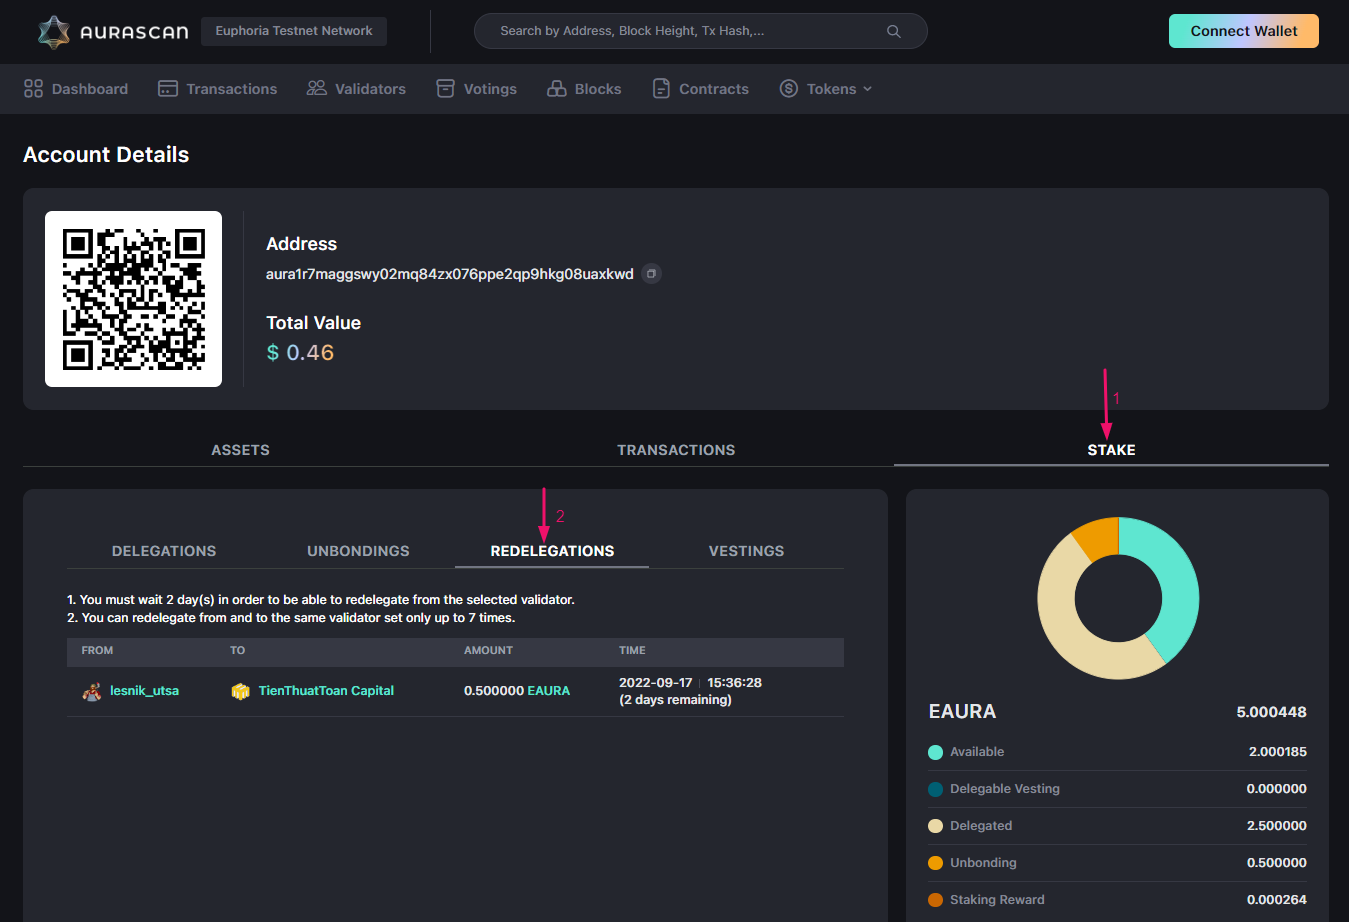 AURASCAN
Euphoria Testnet Network
Search by Address, Block Height, Tx Hash,...
Connect Wallet
Dashboard
Transactions
Validators
Votings
Blocks
Contracts
Tokens
Account Details
Address
aura1r7maggswy02mq84zx076ppe2qp9hkg08uaxkwd
Total Value
$ 0.46
1
ASSETS
TRANSACTIONS
STAKE
2
DELEGATIONS
UNBONDINGS
REDELEGATIONS
VESTINGS
1. You must wait 2 day(s) in order to be able to redelegate from the selected validator.
2. You can redelegate from and to the same validator set only up to 7 times.
FROM TO AMOUNT TIME
lesnik_utsa TienThuatToan Capital 0.500000 EAURA 2022-09-17 | 15:36:28
(2 days remaining)
EAURA 5.000448
Available 2.000185
Delegable Vesting 0.000000
Delegated 2.500000
Unbonding 0.500000
Staking Reward 0.000264